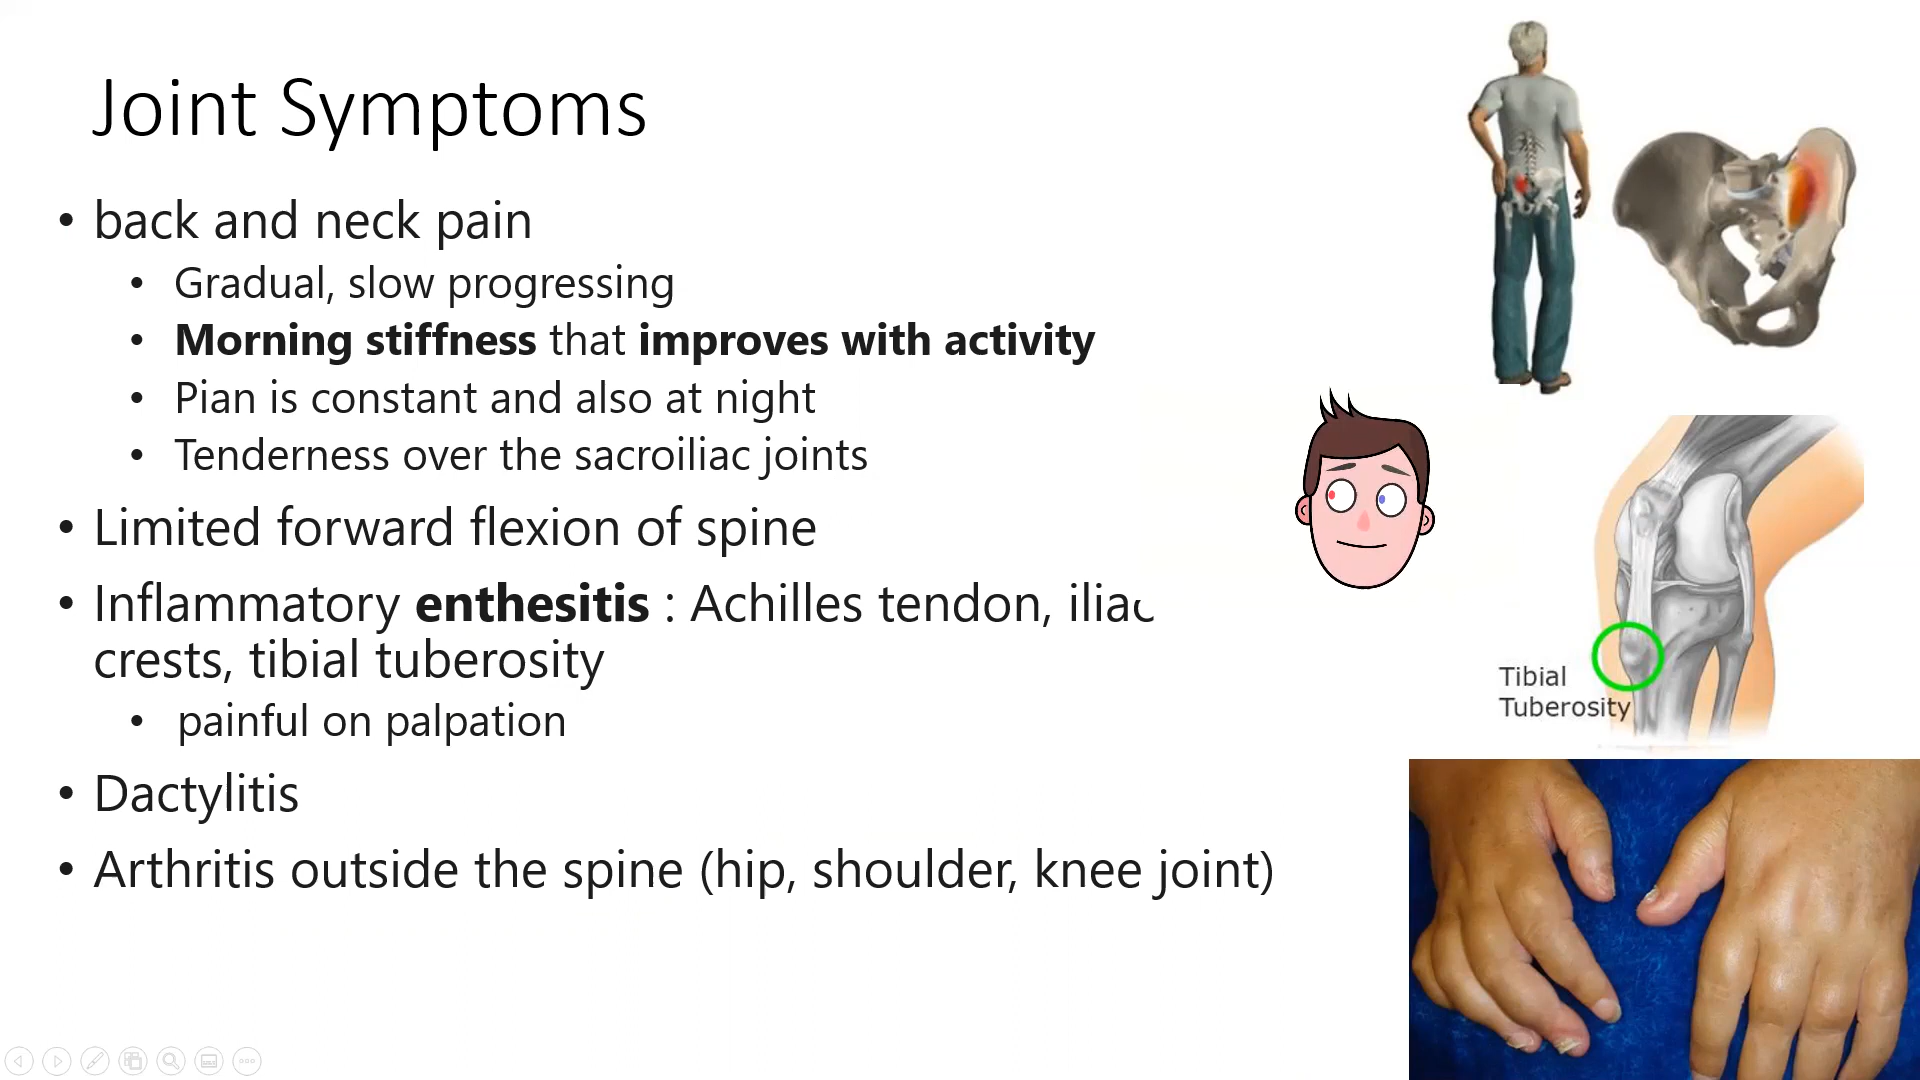 Joint Symptoms
• back and neck pain
• Gradual, slow progressing
• Morning stiffness that improves with activity
• Pian is constant and also at night
• Tenderness over the sacroiliac joints
• Limited forward flexion of spine
• Inflammatory enthesitis : Achilles tendon, iliac
crests, tibial tuberosity
• painful on palpation
• Dactylitis
• Arthritis outside the spine (hip, shoulder, knee joint)
Tibial
Tuberosity